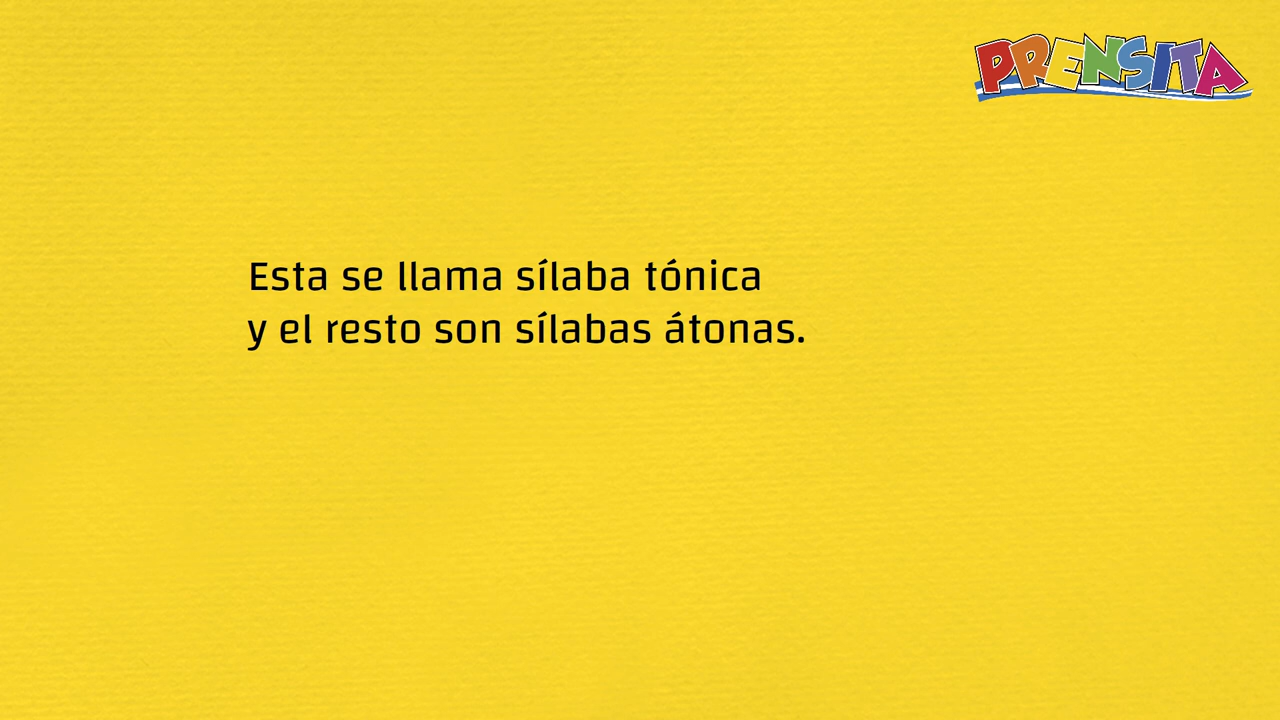 PRENSITA
Esta se llama sílaba tónica
y el resto son sílabas átonas.